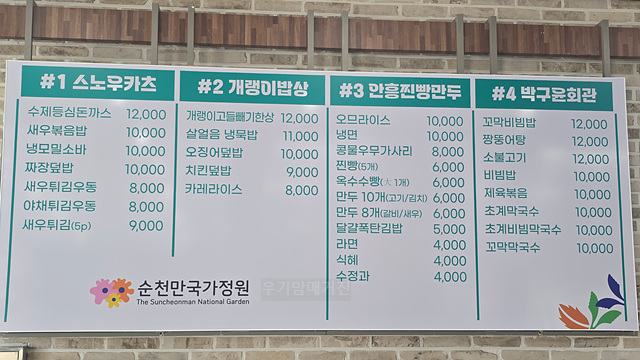 #1 스노우카츠
수제등심돈까스 12,000
새우볶음밥 10,000
냉모밀소바 10,000
짜장덮밥 10,000
새우튀김우동 8,000
야채튀김우동 8,000
새우튀김(5p) 9,000
#2 개랭이밥상
개랭이고들빼기한상 12,000
살얼음 냉묵밥 11,000
오징어덮밥 10,000
치킨덮밥 9,000
카레라이스 8,000
#3 안흥찐빵만두
오므라이스 10,000
냉면 10,000
콩물우무가사리 8,000
찐빵(5개) 6,000
옥수수빵(大 1개) 6,000
만두 10개(고기/김치) 6,000
만두 8개(갈비/새우) 6,000
달걀폭탄김밥 5,000
라면 4,000
식혜 4,000
수정과 4,000
#4 박구윤회관
꼬막비빔밥 12,000
짱뚱어탕 12,000
소불고기 12,000
비빔밥 10,000
제육볶음 10,000
초계막국수 10,000
초계비빔막국수 10,000
꼬막막국수 10,000
순천만국가정원
The Suncheonman National Garden